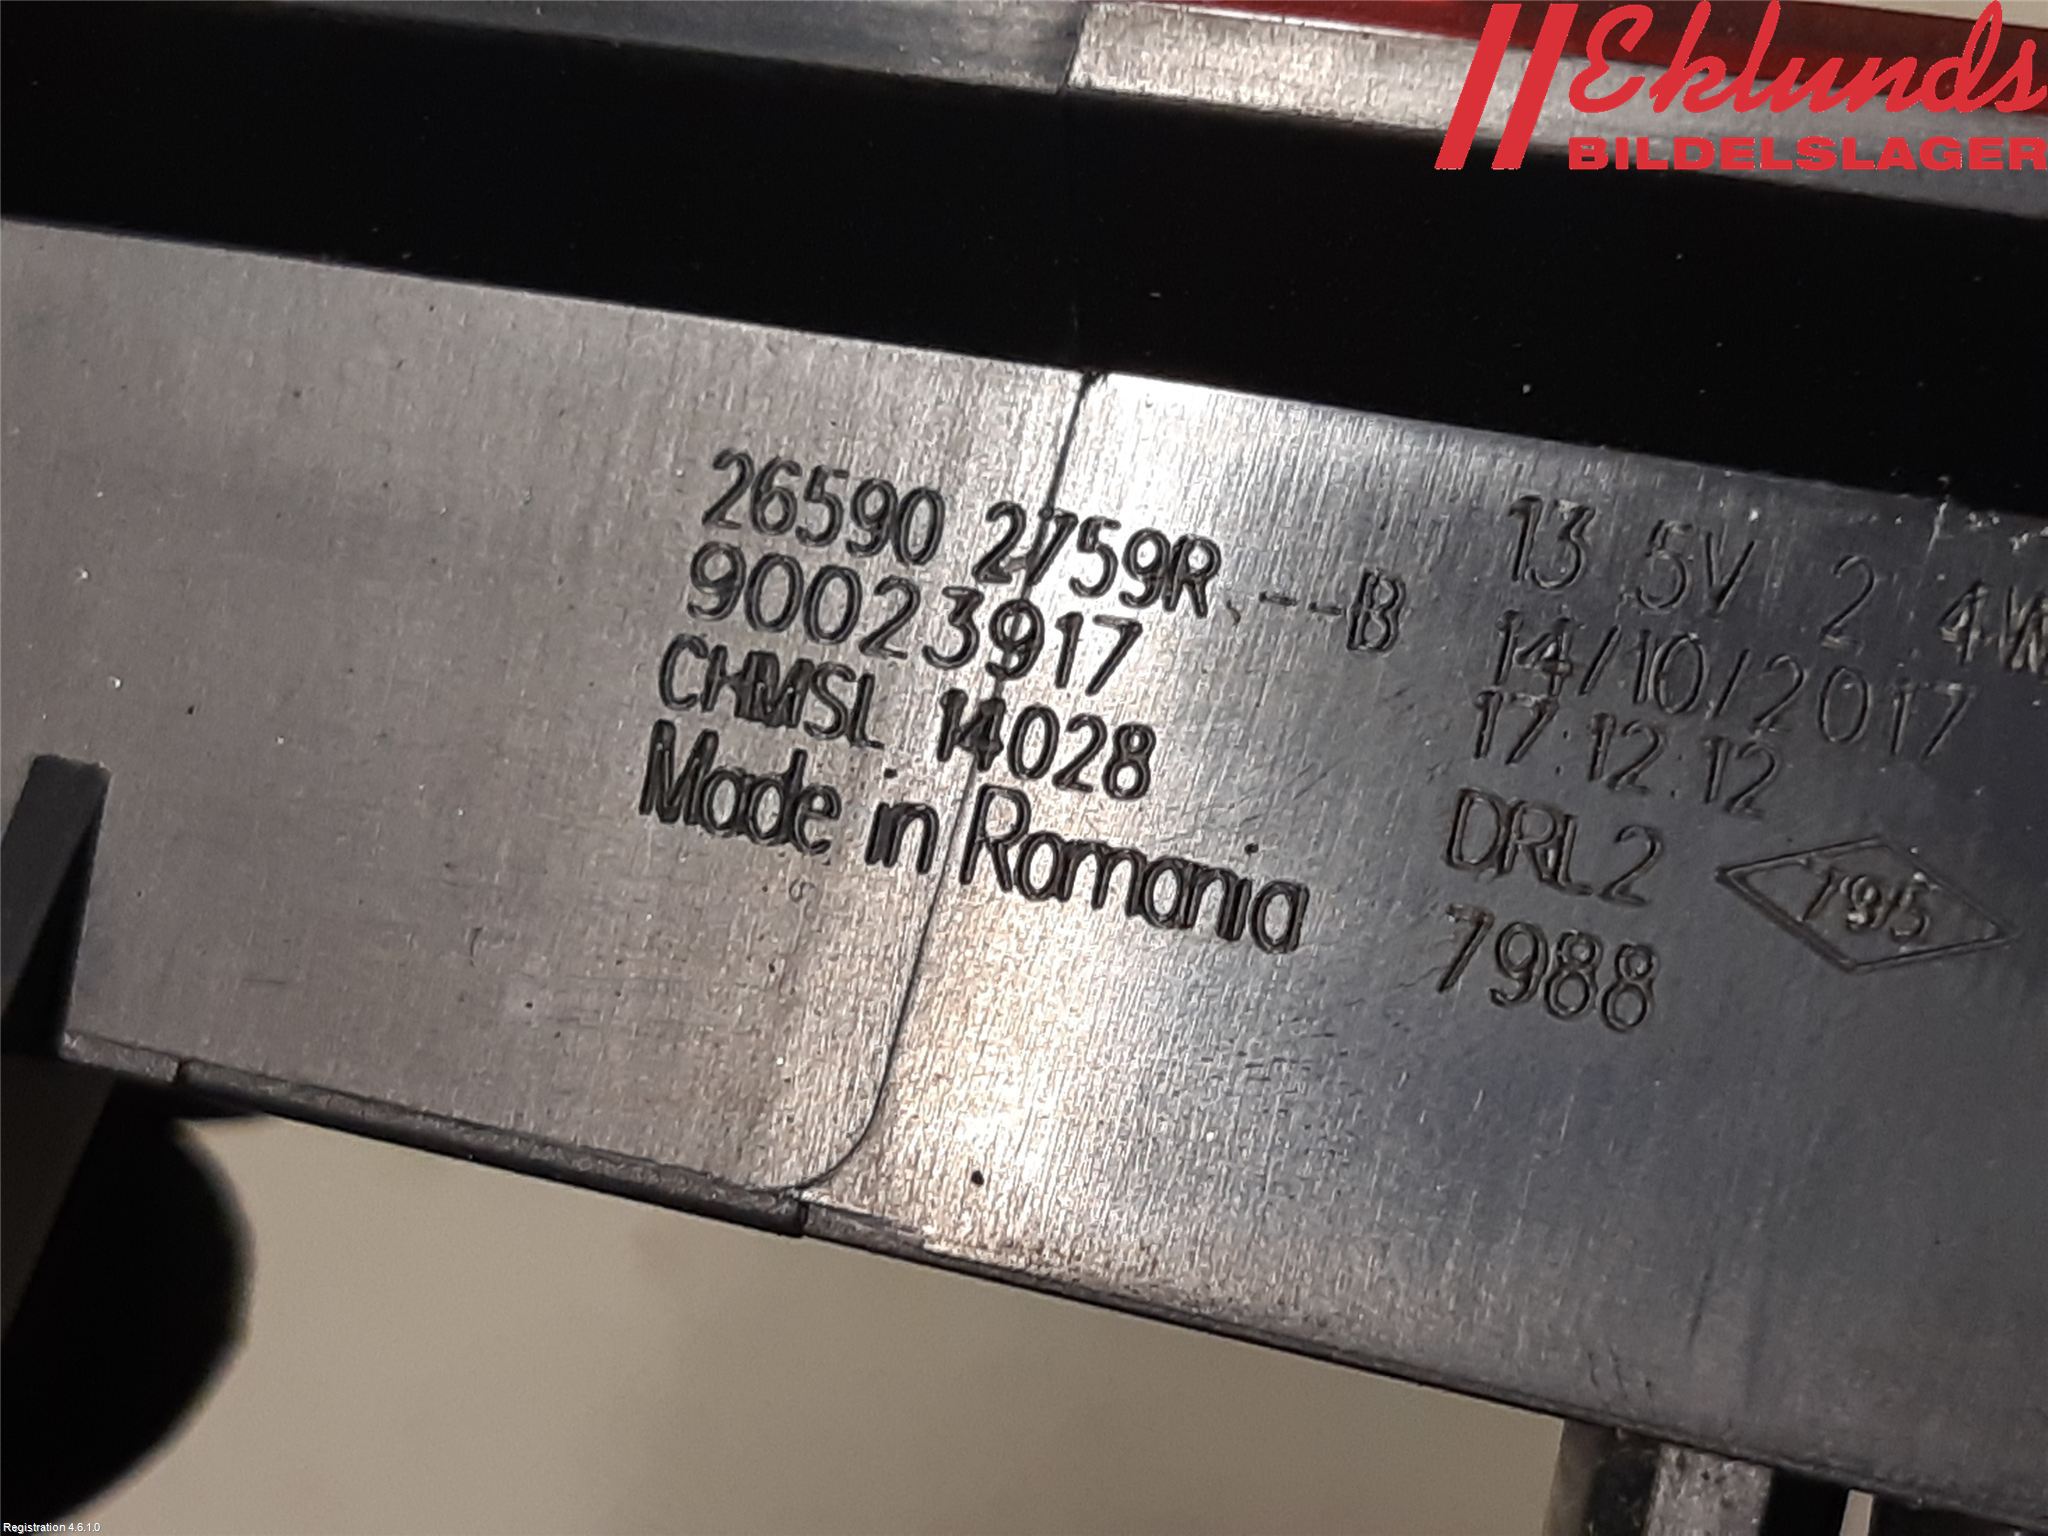 Eklunds
BILDELSLAGER
26590 2759R.---B
90023917
CHMSL 14028
Made in Romania
13.5V 2.4W
14/10/2017
17:12:12
DRL2
7988
Registration 4.6.1.0